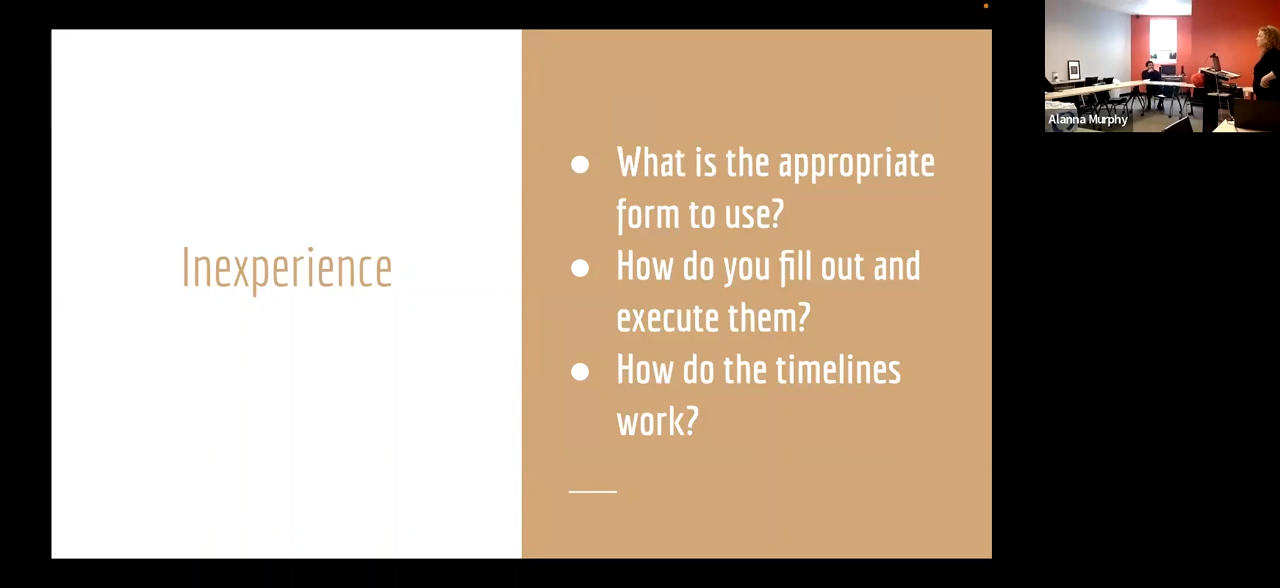 Inexperience
What is the appropriate
form to use?
How do you fill out and
execute them?
How do the timelines
work?
Alanna Murphy